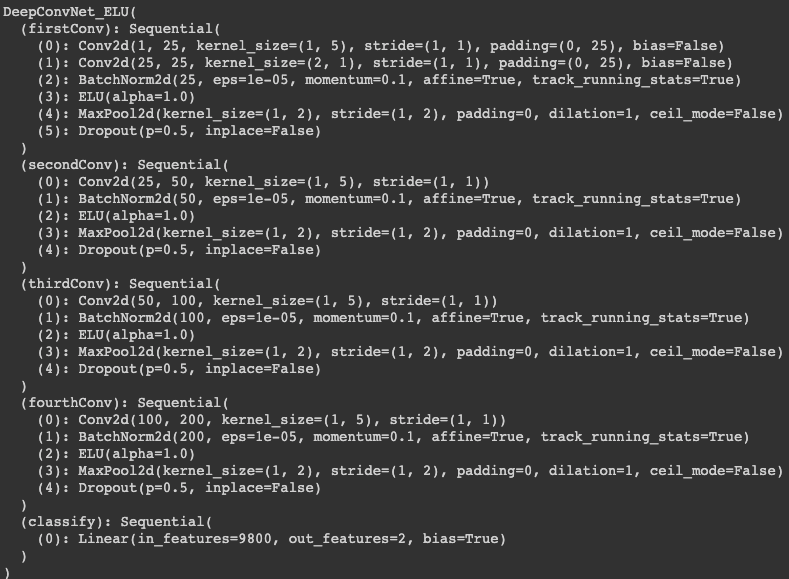 DeepConvNet_ELU(
  (firstConv): Sequential(
    (0): Conv2d(1, 25, kernel_size=(1, 5), stride=(1, 1), padding=(0, 25), bias=False)
    (1): Conv2d(25, 25, kernel_size=(2, 1), stride=(1, 1), padding=(0, 25), bias=False)
    (2): BatchNorm2d(25, eps=1e-05, momentum=0.1, affine=True, track_running_stats=True)
    (3): ELU(alpha=1.0)
    (4): MaxPool2d(kernel_size=(1, 2), stride=(1, 2), padding=0, dilation=1, ceil_mode=False)
    (5): Dropout(p=0.5, inplace=False)
  )
  (secondConv): Sequential(
    (0): Conv2d(25, 50, kernel_size=(1, 5), stride=(1, 1))
    (1): BatchNorm2d(50, eps=1e-05, momentum=0.1, affine=True, track_running_stats=True)
    (2): ELU(alpha=1.0)
    (3): MaxPool2d(kernel_size=(1, 2), stride=(1, 2), padding=0, dilation=1, ceil_mode=False)
    (4): Dropout(p=0.5, inplace=False)
  )
  (thirdConv): Sequential(
    (0): Conv2d(50, 100, kernel_size=(1, 5), stride=(1, 1))
    (1): BatchNorm2d(100, eps=1e-05, momentum=0.1, affine=True, track_running_stats=True)
    (2): ELU(alpha=1.0)
    (3): MaxPool2d(kernel_size=(1, 2), stride=(1, 2), padding=0, dilation=1, ceil_mode=False)
    (4): Dropout(p=0.5, inplace=False)
  )
  (fourthConv): Sequential(
    (0): Conv2d(100, 200, kernel_size=(1, 5), stride=(1, 1))
    (1): BatchNorm2d(200, eps=1e-05, momentum=0.1, affine=True, track_running_stats=True)
    (2): ELU(alpha=1.0)
    (3): MaxPool2d(kernel_size=(1, 2), stride=(1, 2), padding=0, dilation=1, ceil_mode=False)
    (4): Dropout(p=0.5, inplace=False)
  )
  (classify): Sequential(
    (0): Linear(in_features=9800, out_features=2, bias=True)
  )
)